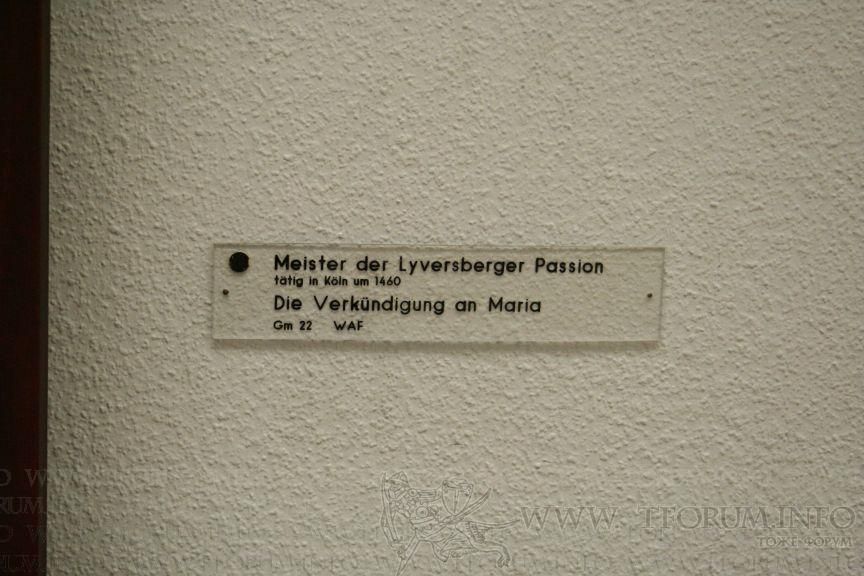 Meister der Lyversberger Passion
tätig in Köln um 1460
Die Verkündigung an Maria
Gm 22 WAF
WWW.TFORUM.INFO
ТОЖЕ ФОРУМ